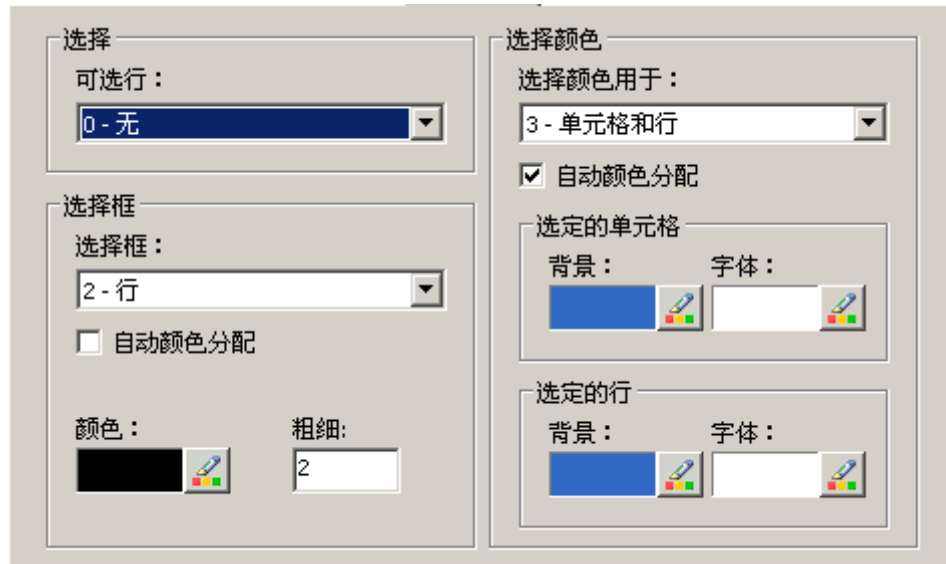 选择
可选行：
0 - 无
选择框
选择框：
2 - 行
自动颜色分配
颜色：
粗细:
2
选择颜色
选择颜色用于：
3 - 单元格和行
自动颜色分配
选定的单元格
背景： 字体：
选定的行
背景： 字体：